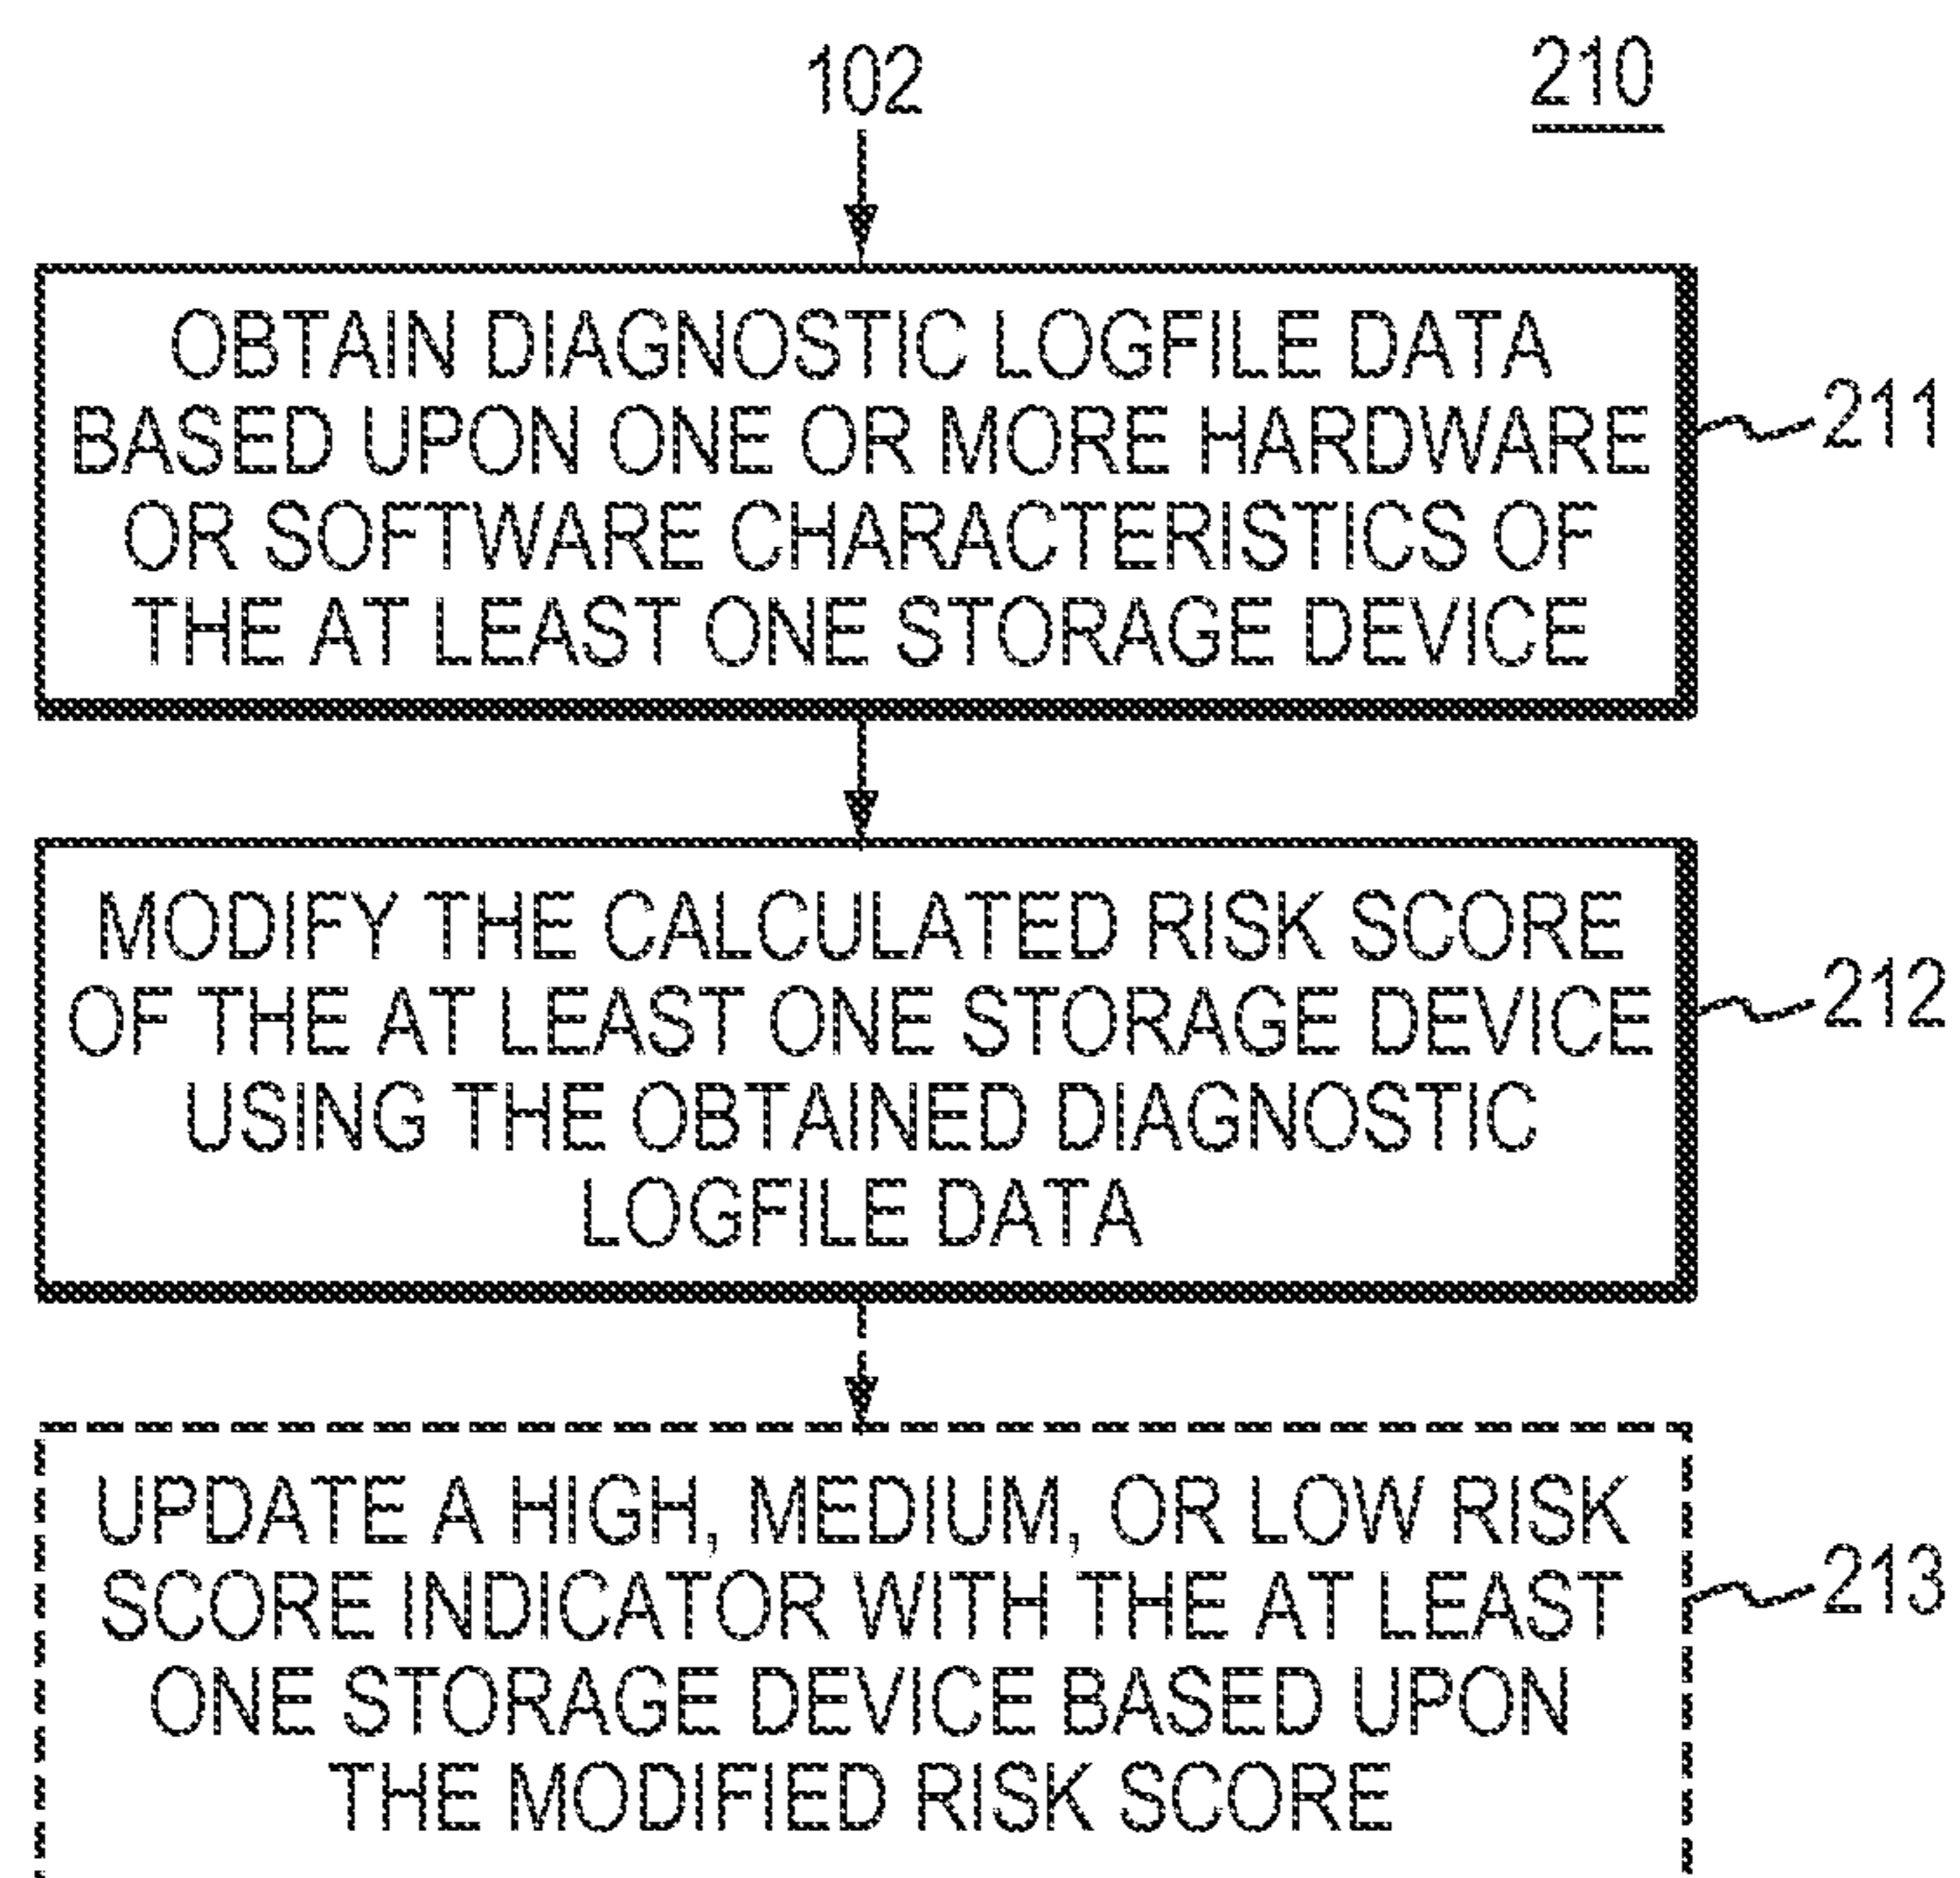 102
210
OBTAIN DIAGNOSTIC LOGFILE DATA
BASED UPON ONE OR MORE HARDWARE
OR SOFTWARE CHARACTERISTICS OF
THE AT LEAST ONE STORAGE DEVICE
211
MODIFY THE CALCULATED RISK SCORE
OF THE AT LEAST ONE STORAGE DEVICE
USING THE OBTAINED DIAGNOSTIC
LOGFILE DATA
212
UPDATE A HIGH, MEDIUM, OR LOW RISK
SCORE INDICATOR WITH THE AT LEAST
ONE STORAGE DEVICE BASED UPON
THE MODIFIED RISK SCORE
213